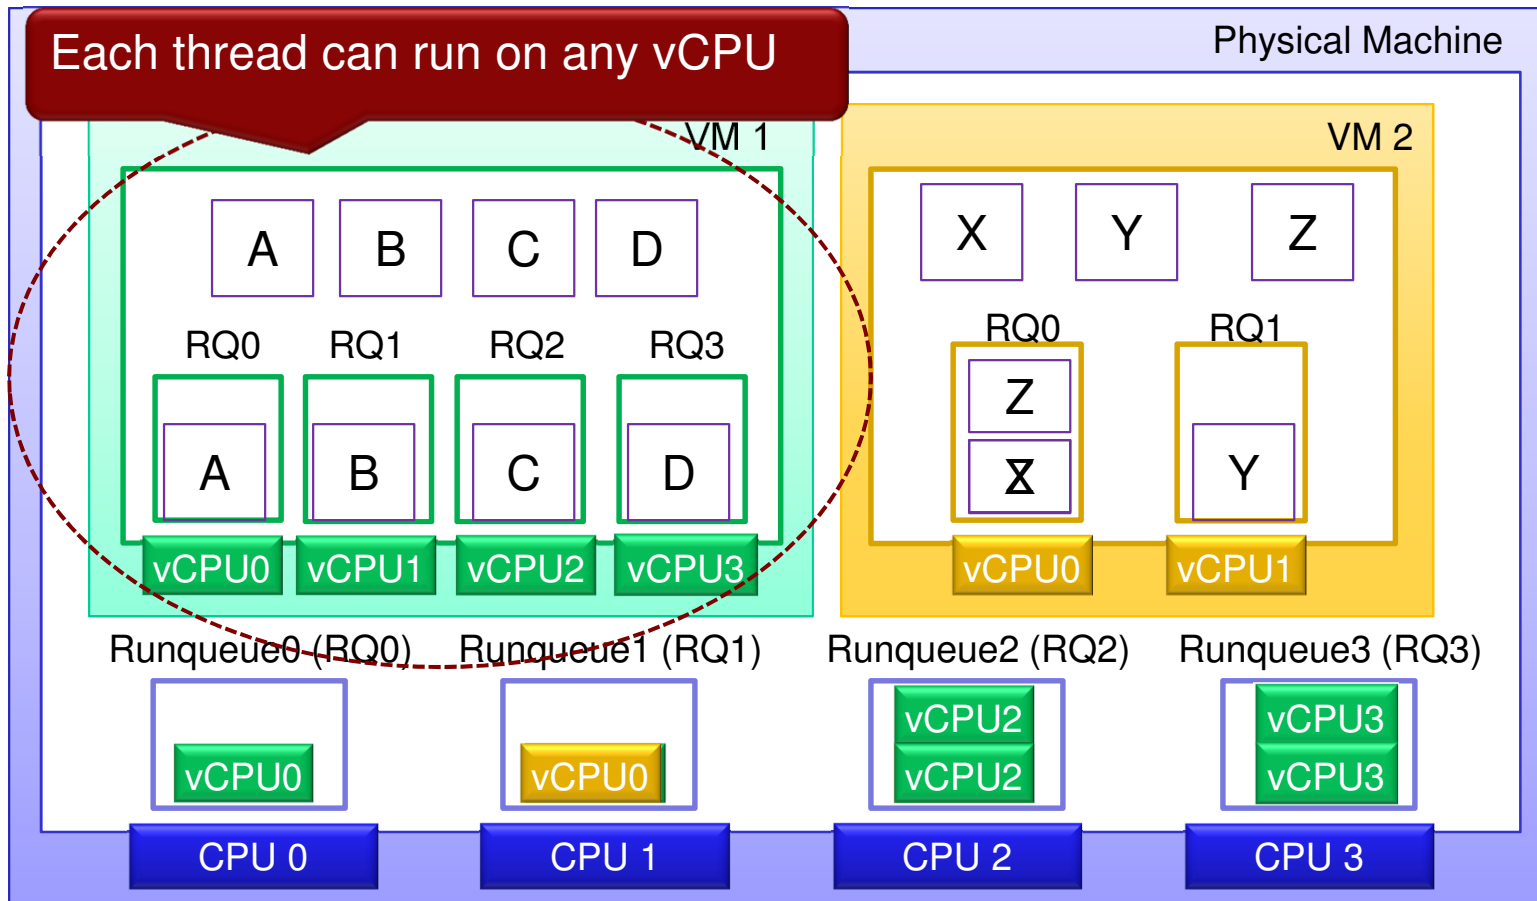 Each thread can run on any vCPU
Physical Machine
VM 1
VM 2
A B C D
X Y Z
RQ0 RQ1 RQ2 RQ3
RQ0 RQ1
Z
A B C D
Y
vCPU0 vCPU1 vCPU2 vCPU3
vCPU0 vCPU1
Runqueue0 (RQ0) Runqueue1 (RQ1) Runqueue2 (RQ2) Runqueue3 (RQ3)
vCPU2 vCPU3
vCPU0 vCPU0 vCPU2 vCPU3
CPU 0 CPU 1 CPU 2 CPU 3